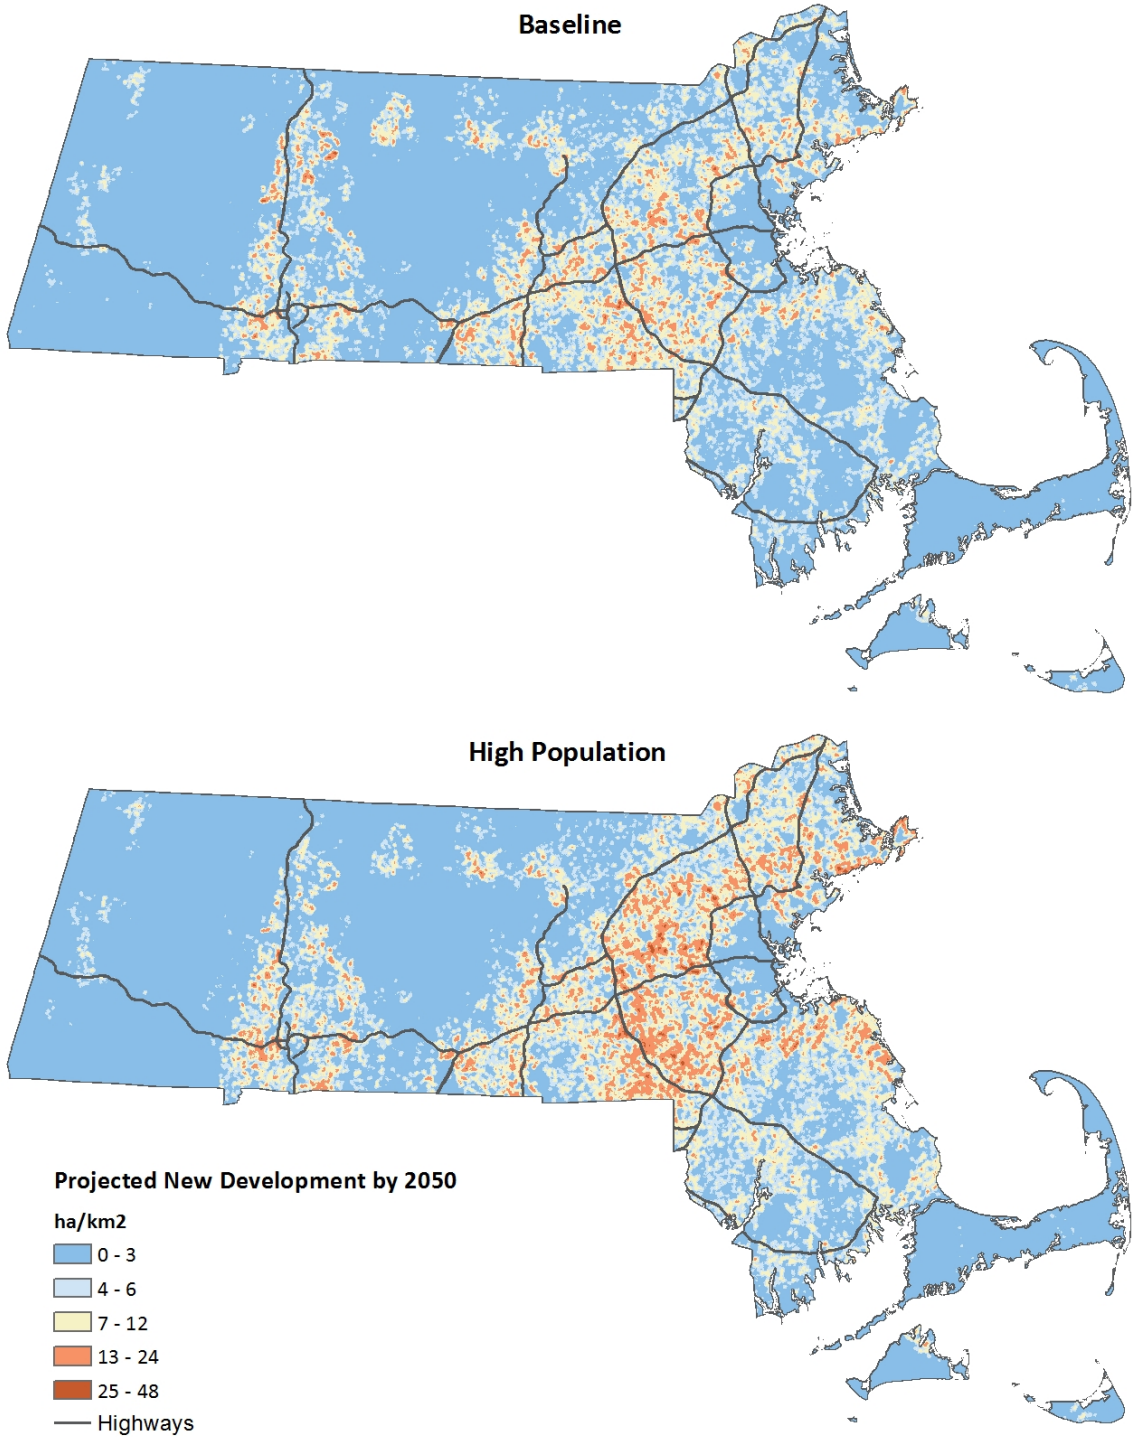 Baseline
High Population
Projected New Development by 2050
ha/km2
0 - 3
4 - 6
7 - 12
13 - 24
25 - 48
Highways